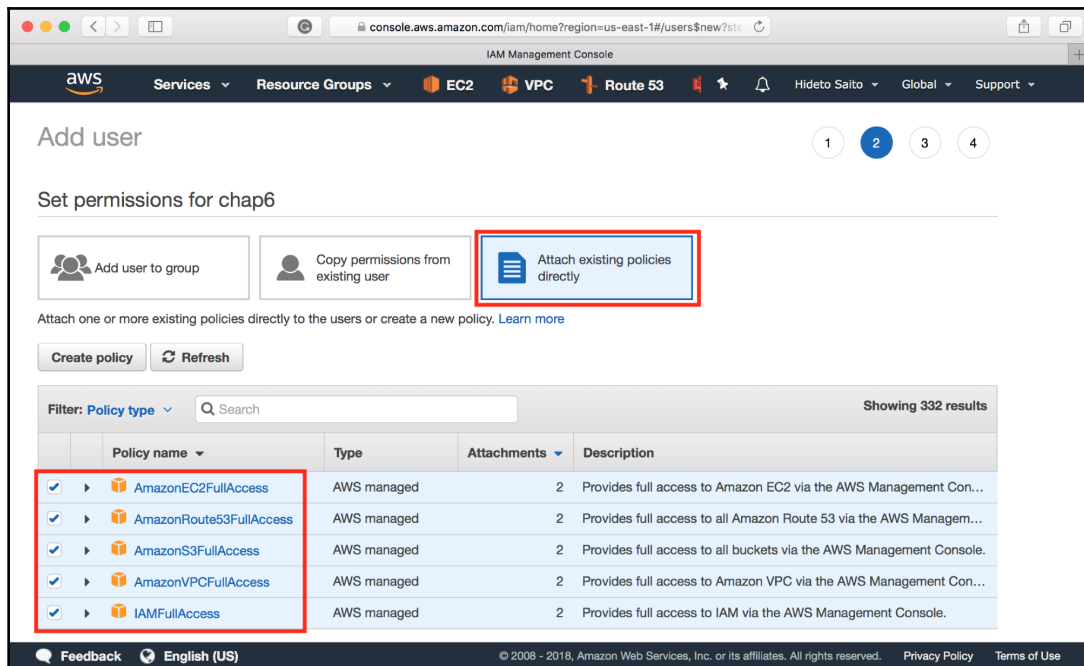 console.aws.amazon.com/iam/home?region=us-east-1#/users$new?ste
IAM Management Console
aws Services Resource Groups EC2 VPC Route 53 Hideto Saito Global Support
Add user
1 2 3 4
Set permissions for chap6
Add user to group
Copy permissions from
existing user
Attach existing policies
directly
Attach one or more existing policies directly to the users or create a new policy. Learn more
Create policy Refresh
Filter: Policy type Search Showing 332 results
Policy name Type Attachments Description
AmazonEC2FullAccess AWS managed 2 Provides full access to Amazon EC2 via the AWS Management Con...
AmazonRoute53FullAccess AWS managed 2 Provides full access to all Amazon Route 53 via the AWS Managem...
AmazonS3FullAccess AWS managed 2 Provides full access to all buckets via the AWS Management Console.
AmazonVPCFullAccess AWS managed 2 Provides full access to Amazon VPC via the AWS Management Con...
IAMFullAccess AWS managed 2 Provides full access to IAM via the AWS Management Console.
Feedback English (US) © 2008 - 2018, Amazon Web Services, Inc. or its affiliates. All rights reserved. Privacy Policy Terms of Use